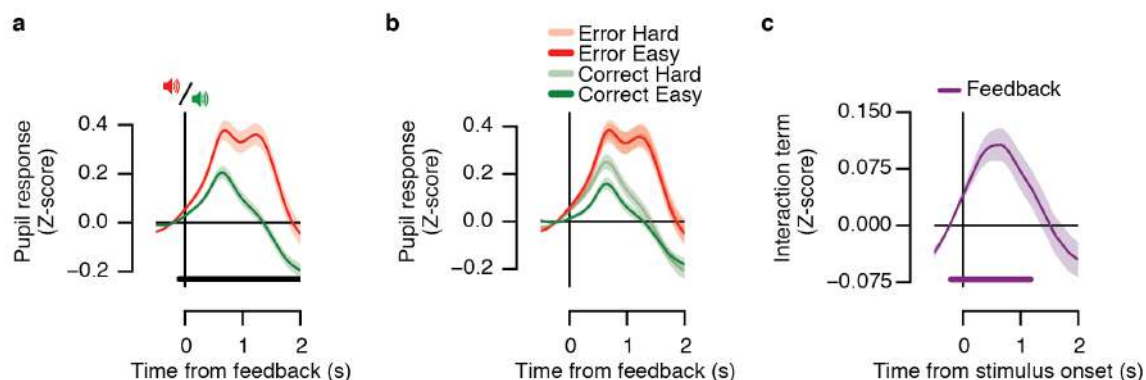 a
Pupil response
(Z-score)
0.4
0.2
0.0
−0.2
0
1
2
Time from feedback (s)
b
Error Hard
Error Easy
Correct Hard
Correct Easy
Pupil response
(Z-score)
0.4
0.2
0.0
−0.2
0
1
2
Time from feedback (s)
c
Feedback
Interaction term
(Z-score)
0.150
0.075
0.000
−0.075
0
1
2
Time from stimulus onset (s)